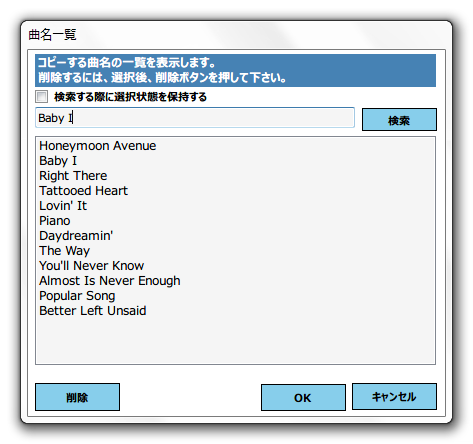 曲名一覧
コピーする曲名の一覧を表示します。
削除するには、選択後、削除ボタンを押して下さい。
検索する際に選択状態を保持する
Baby I
検索
Honeymoon Avenue
Baby I
Right There
Tattooed Heart
Lovin' It
Piano
Daydreamin'
The Way
You'll Never Know
Almost Is Never Enough
Popular Song
Better Left Unsaid
削除
OK
キャンセル